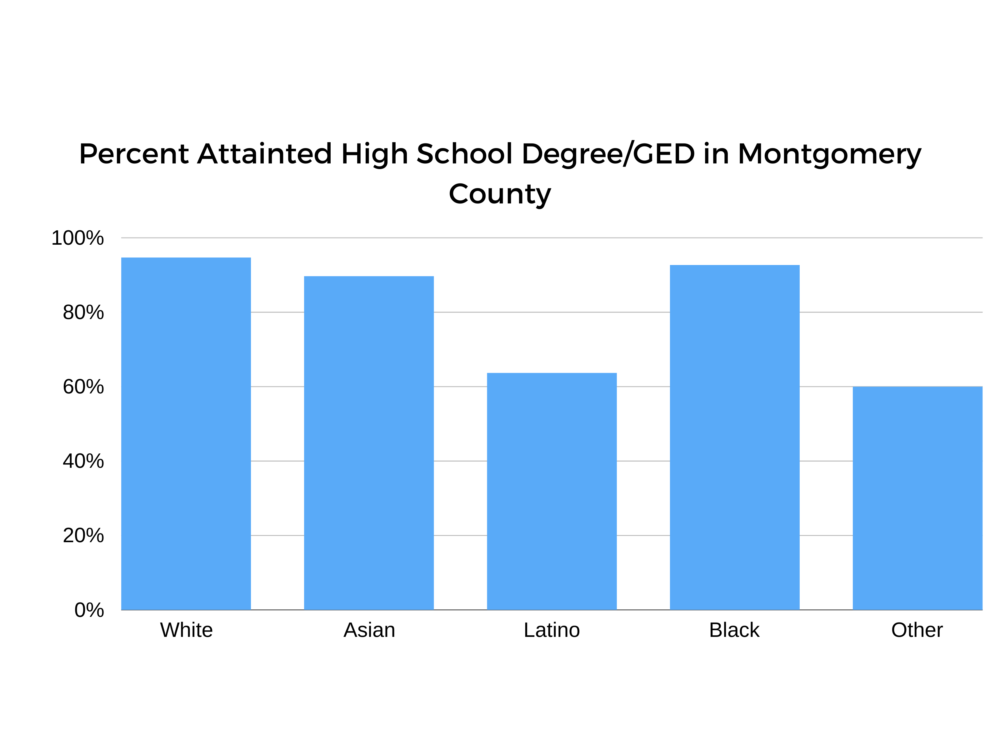 Percent Attainted High School Degree/GED in Montgomery
County
100%
80%
60%
40%
20%
0%
White Asian Latino Black Other